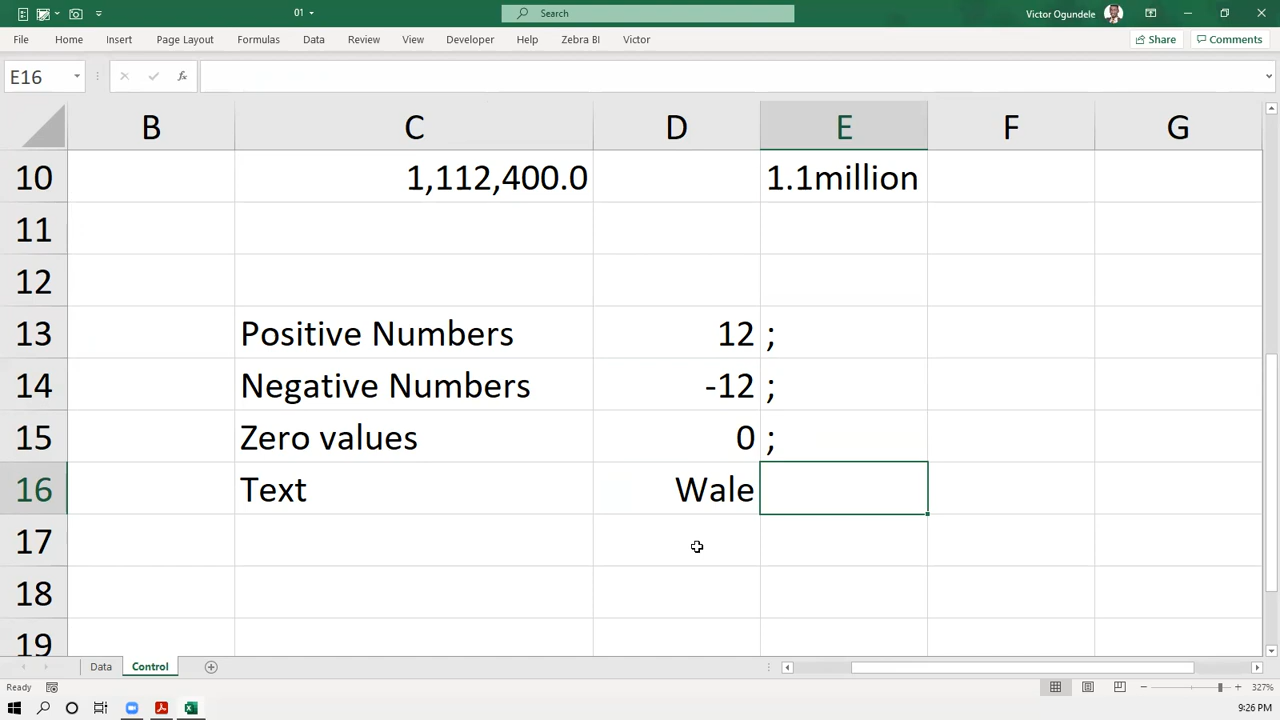 01
Search
Victor Ogundele
File Home Insert Page Layout Formulas Data Review View Developer Help Zebra BI Victor Share Comments
E16 fx
B C D E F G
10 1,112,400.0 1.1million
11
12
13 Positive Numbers 12 ;
14 Negative Numbers -12 ;
15 Zero values 0 ;
16 Text Wale
17
18
19
Data Control
Ready 327%
9:26 PM